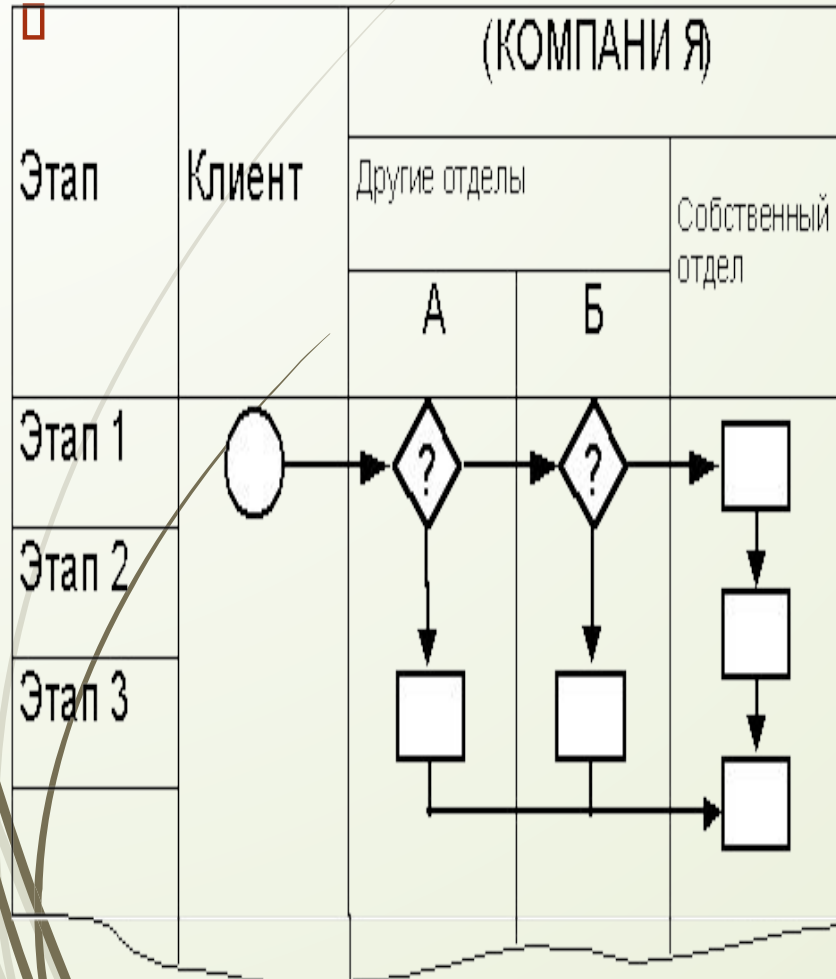 (КОМПАНИ Я)
Этап
Клиент
Другие отделы
Собственный
отдел
А
Б
Этап 1
?
?
Этап 2
Этап 3